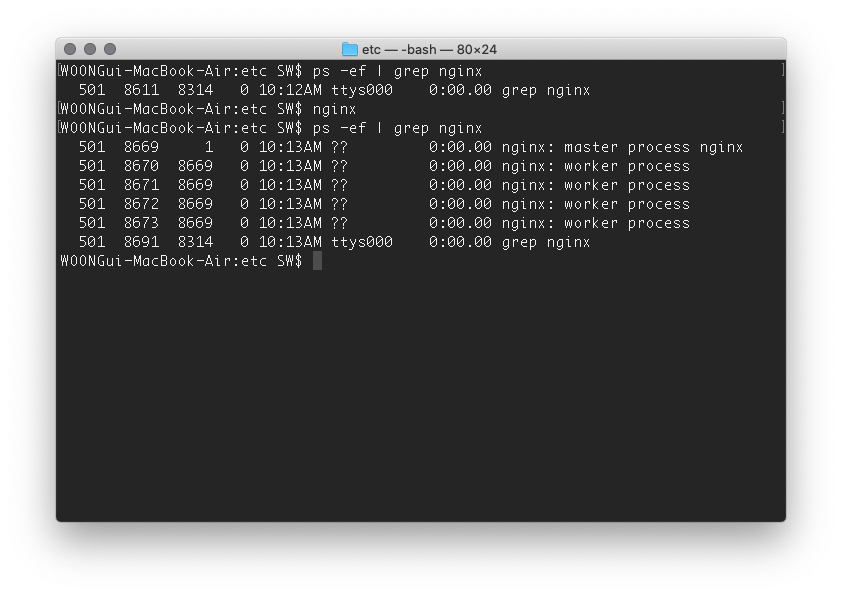 etc — -bash — 80×24
[WOONGui-MacBook-Air:etc SW$ ps -ef | grep nginx ]
501 8611 8314 0 10:12AM ttys000 0:00.00 grep nginx
[WOONGui-MacBook-Air:etc SW$ nginx ]
[WOONGui-MacBook-Air:etc SW$ ps -ef | grep nginx ]
501 8669 1 0 10:13AM ?? 0:00.00 nginx: master process nginx
501 8670 8669 0 10:13AM ?? 0:00.00 nginx: worker process
501 8671 8669 0 10:13AM ?? 0:00.00 nginx: worker process
501 8672 8669 0 10:13AM ?? 0:00.00 nginx: worker process
501 8673 8669 0 10:13AM ?? 0:00.00 nginx: worker process
501 8691 8314 0 10:13AM ttys000 0:00.00 grep nginx
WOONGui-MacBook-Air:etc SW$